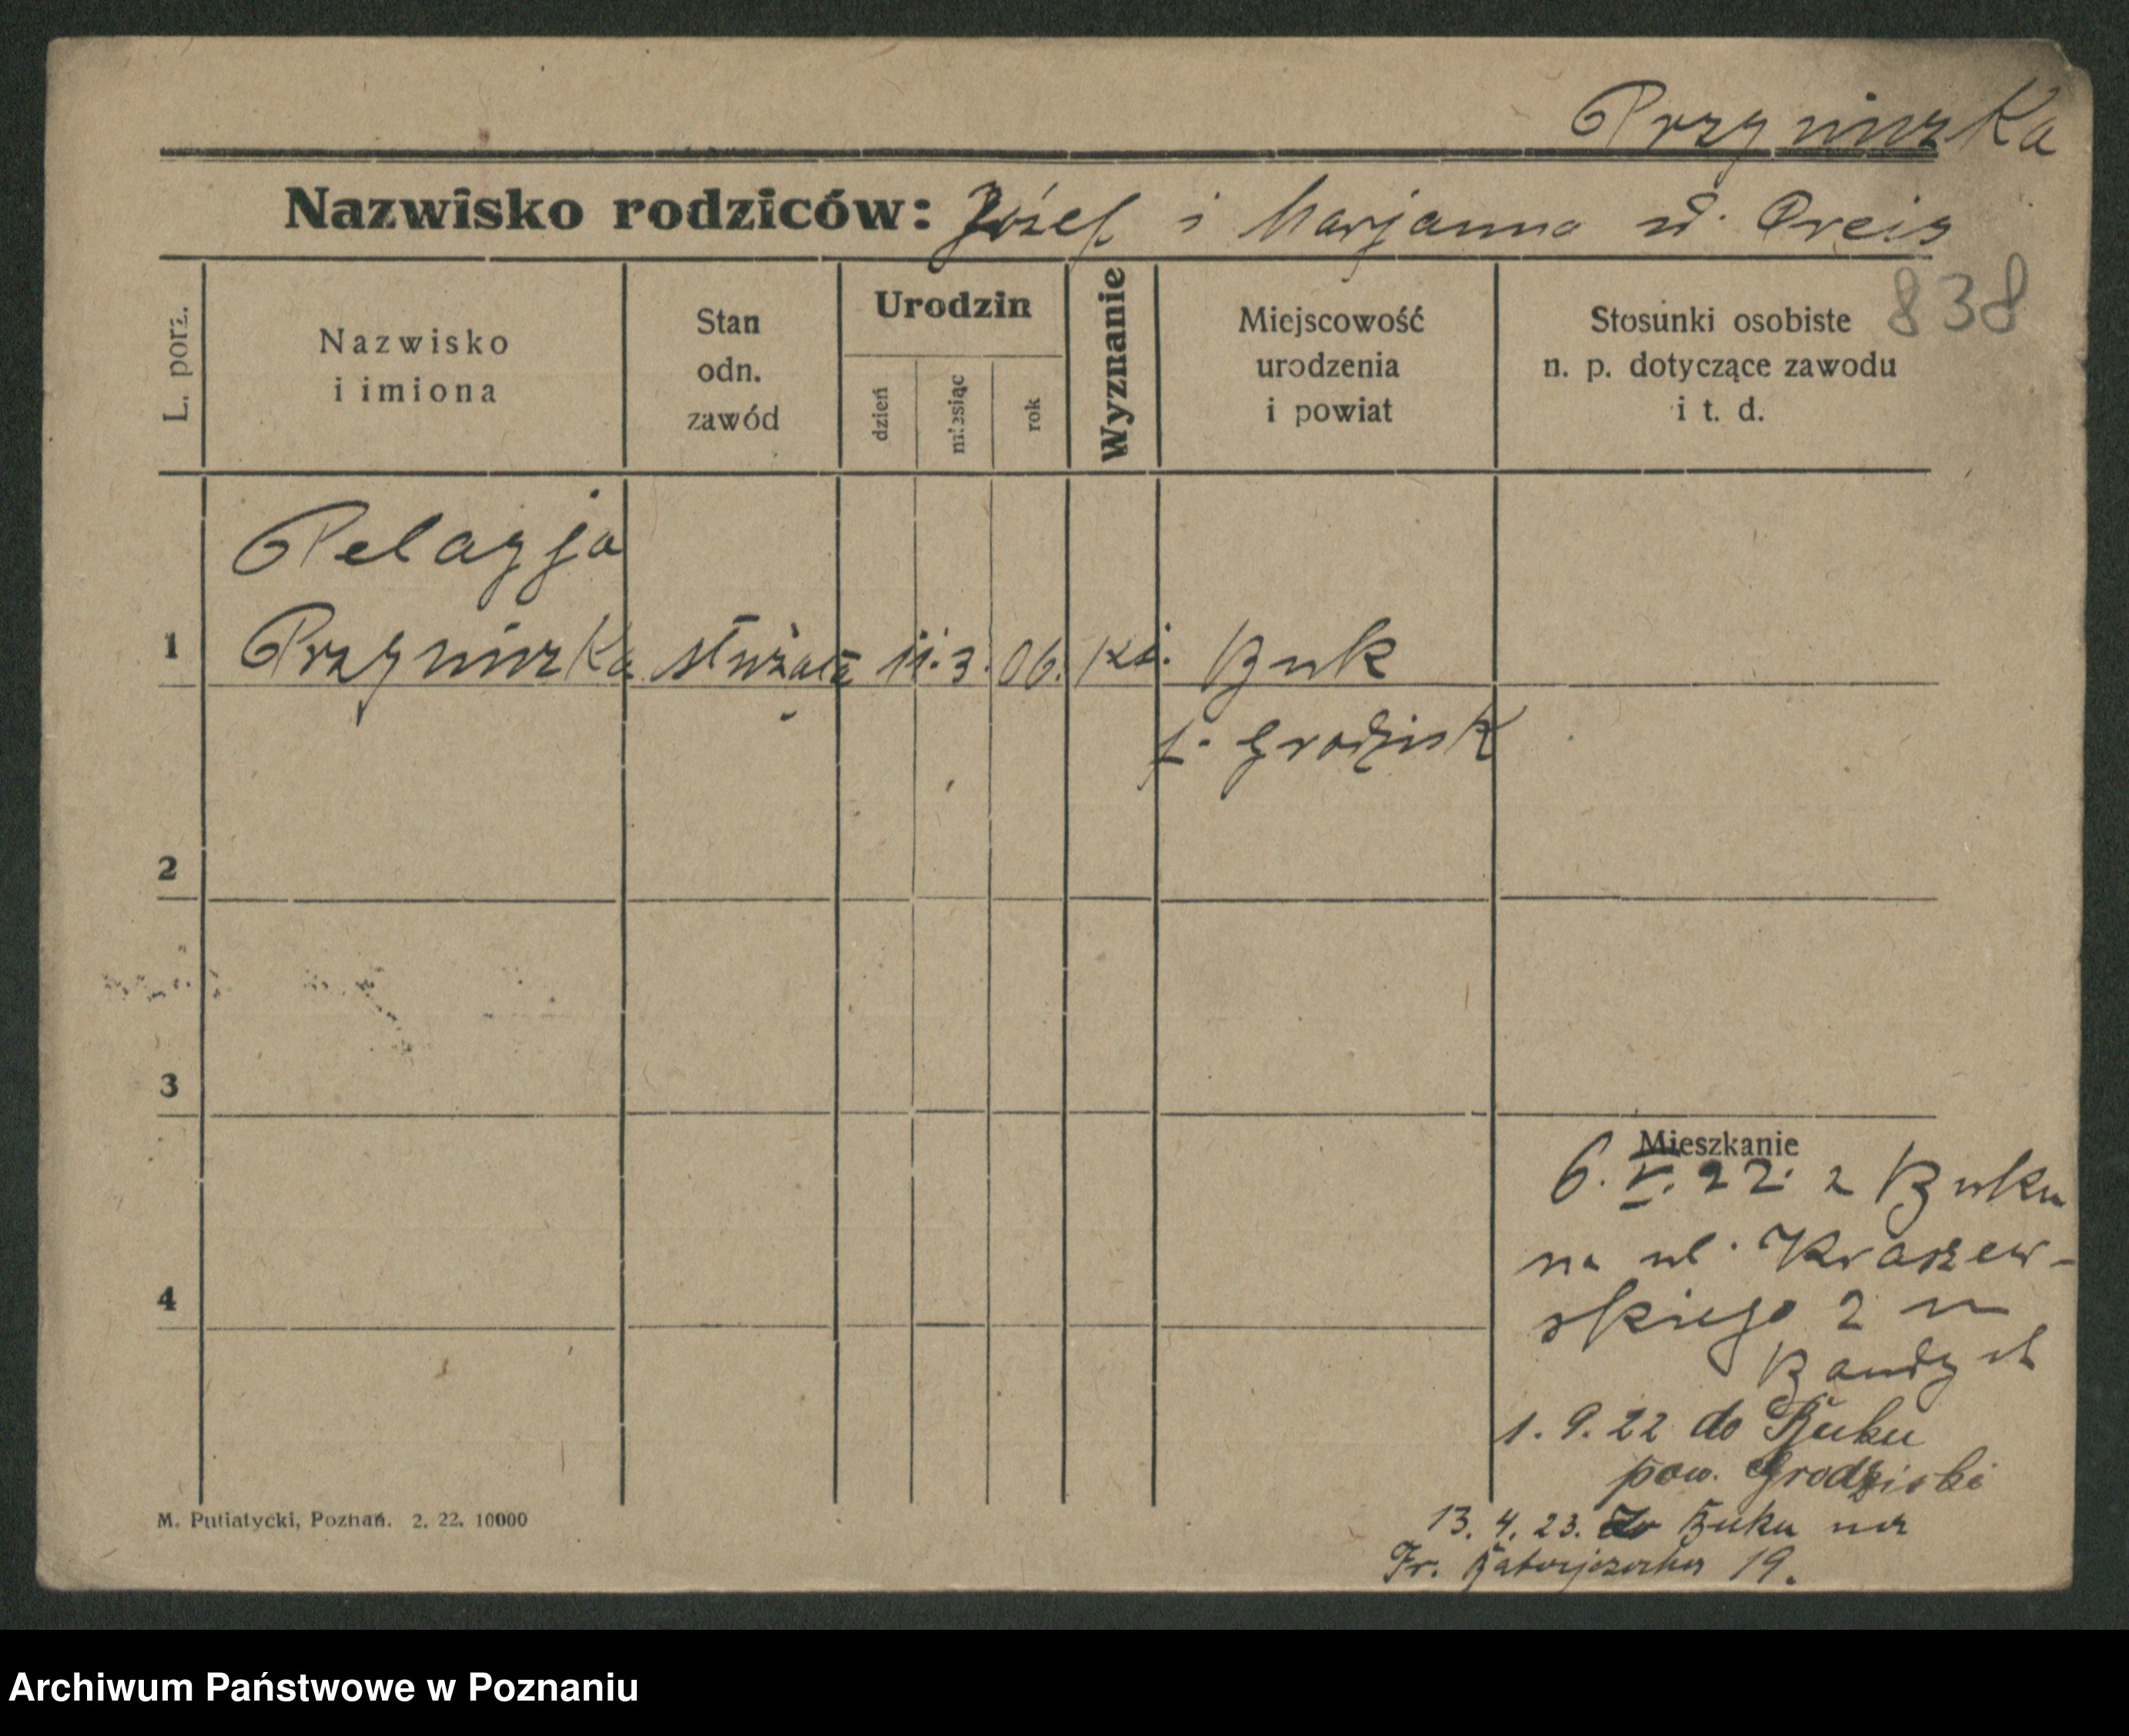 Przymuszka
Nazwisko rodziców: Józef i Marjanna zd. Preis
838
L. porz.
Nazwisko
i imiona
Stan
odn.
zawód
Urodzin
dzień
miesiąc
rok
Wyznanie
Miejscowość
urodzenia
i powiat
Stosunki osobiste
n. p. dotyczące zawodu
i t. d.
Pelagja
1 służąca 11. 3. 06. Buk
p. Grodzisk
2
3
4
Mieszkanie
6. V. 22. z Buku
na ul. Kraszew-
skiego 2 u
1. 9. 22 do Buku
pow. Grodziski
13. 4. 23. Buku na
Fr. Ratajczaka 19.
M. Putiatycki, Poznań. 2. 22. 10000
Archiwum Państwowe w Poznaniu